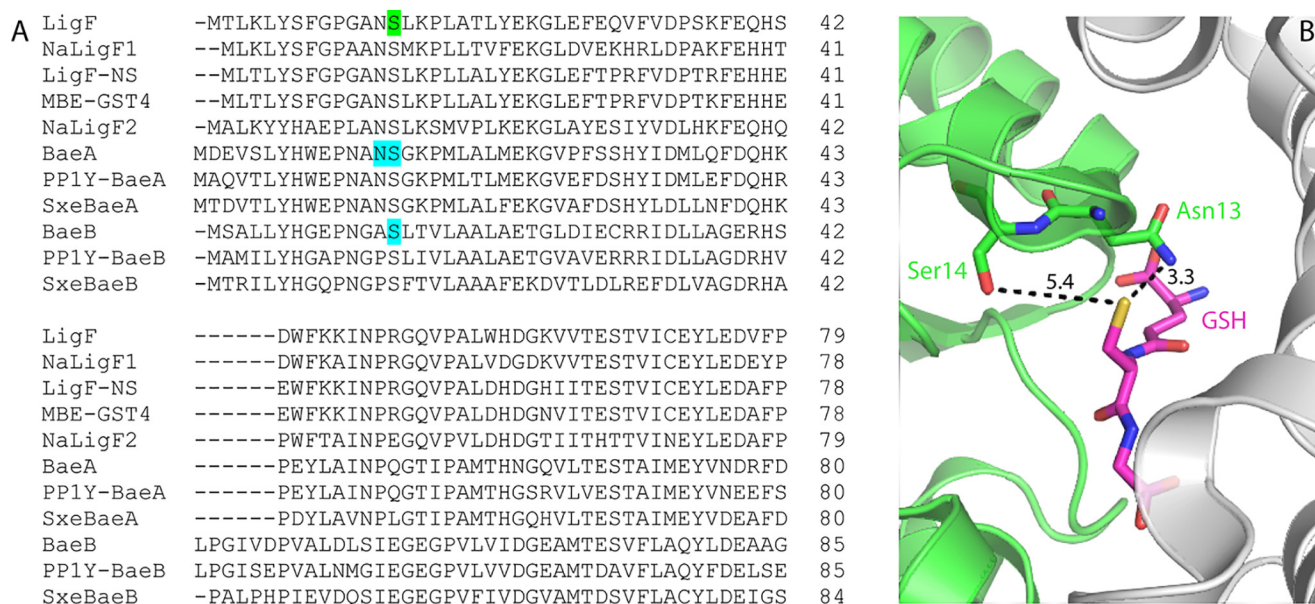 A
LigF -MTLKLYSFGPGANSLKPLATLYEKGLEFEQVFVDPSKFEQHS 42
NaLigF1 --MLKLYSFGPAANSMKPLLTVFEKGLDVEKHRLDPAKFEHHT 41
LigF-NS --MLTLYSFGPGANSLKPLLALYEKGLEFTPRFVDPTRFEHHE 41
MBE-GST4 --MLTLYSFGPGANSLKPLLALYEKGLEFTPRFVDPTKFEHHE 41
NaLigF2 -MALKYYHAEPLANSLKSMVPLKEKGLAYESIYVDLHKFEQHQ 42
BaeA MDEVSLYHWEPNANSGKPMLALMEKGVPFSSHYIDMLQFDQHK 43
PP1Y-BaeA MAQVTLYHWEPNANSGKPMLTLMEKGVEFDSHYIDMLEFDQHR 43
SxeBaeA MTDVTLYHWEPNANSGKPMLALFEKGVAFDSHYLDLLNFDQHK 43
BaeB -MSALLYHGEPNGASLTVLAALAETGLDIECRRIDLLAGERHS 42
PP1Y-BaeB -MAMILYHGAPNGPSLIVLAALAETGVAVERRRIDLLAGDRHV 42
SxeBaeB -MTRILYHGQPNGPSFTVLAAAFEKDVTLDLREFDLVAGDRHA 42
LigF ------DWFKKINPRGQVPALWHDGKVVTESTVICEYLEDVFP 79
NaLigF1 ------DWFKAINPRGQVPALVDGDKVVTESTVICEYLEDEYP 78
LigF-NS ------EWFKKINPRGQVPALDHDGHIITESTVICEYLEDAFP 78
MBE-GST4 ------EWFKKINPRGQVPALDHDGNVITESTVICEYLEDAFP 78
NaLigF2 ------PWFTAINPEGQVPVLDHDGTIITHTTVINEYLEDAFP 79
BaeA ------PEYLAINPQGTIPAMTHNGQVLTESTAIMEYVNDRFD 80
PP1Y-BaeA ------PEYLAINPQGTIPAMTHGSRVLVESTAIMEYVNEEFS 80
SxeBaeA ------PDYLAVNPLGTIPAMTHGQHVLTESTAIMEYVDEAFD 80
BaeB LPGIVDPVALDLSIEGEGPVLVIDGEAMTESVFLAQYLDEAAG 85
PP1Y-BaeB LPGISEPVALNMGIEGEGPVLVVDGEAMTDAVFLAQYFDELSE 85
SxeBaeB -PALPHPIEVDQSIEGEGPVFIVDGVAMTESVFLACYLDEIGS 84
B
Asn13
Ser14
5.4
3.3
GSH